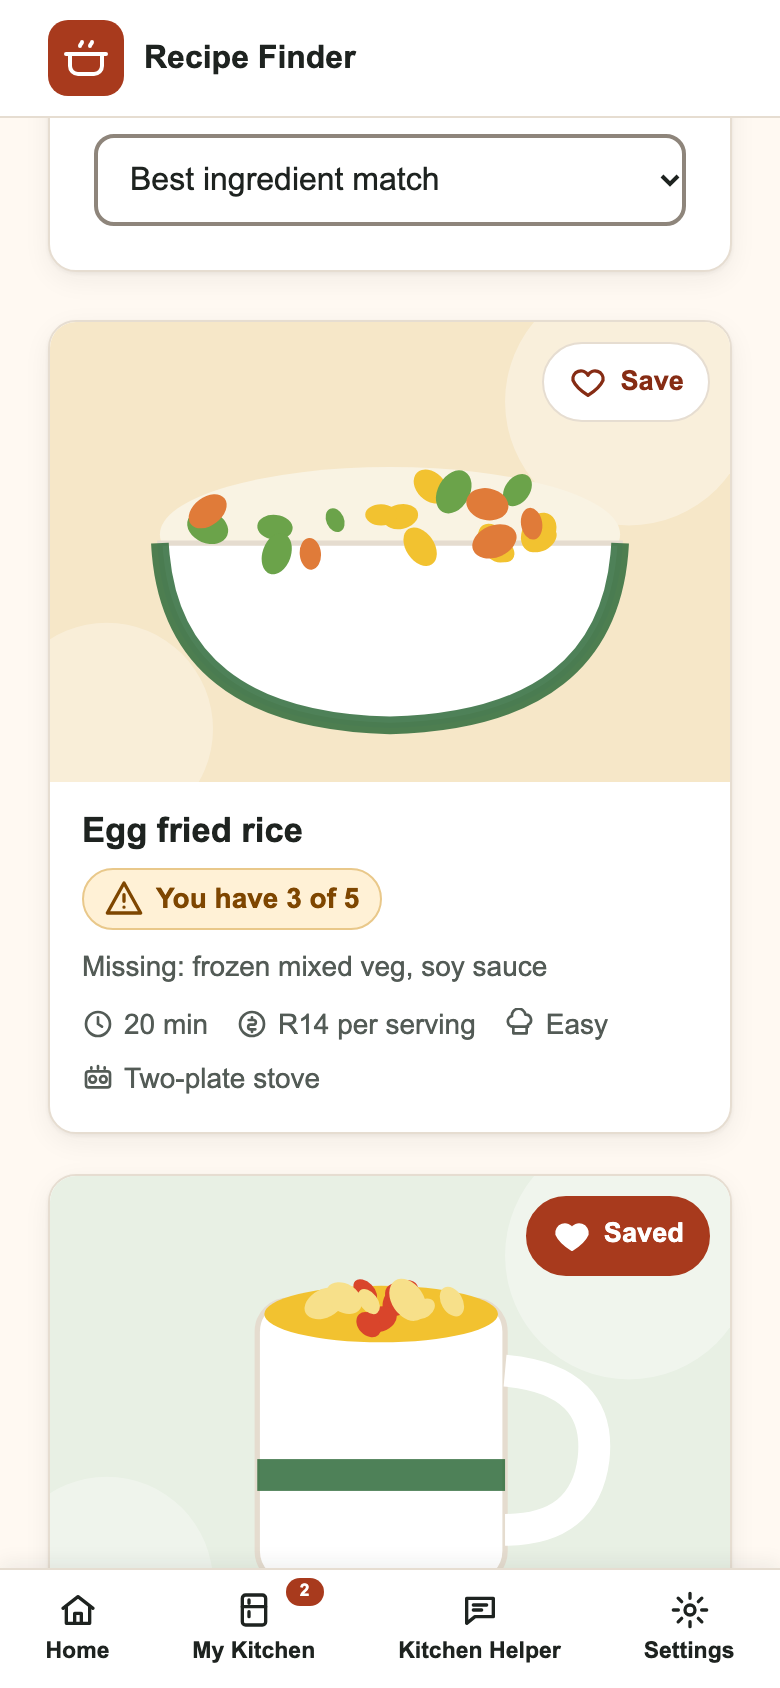 Recipe Finder
Best ingredient match
Save
Egg fried rice
You have 3 of 5
Missing: frozen mixed veg, soy sauce
20 min R14 per serving Easy
Two-plate stove
Saved
2
Home My Kitchen Kitchen Helper Settings